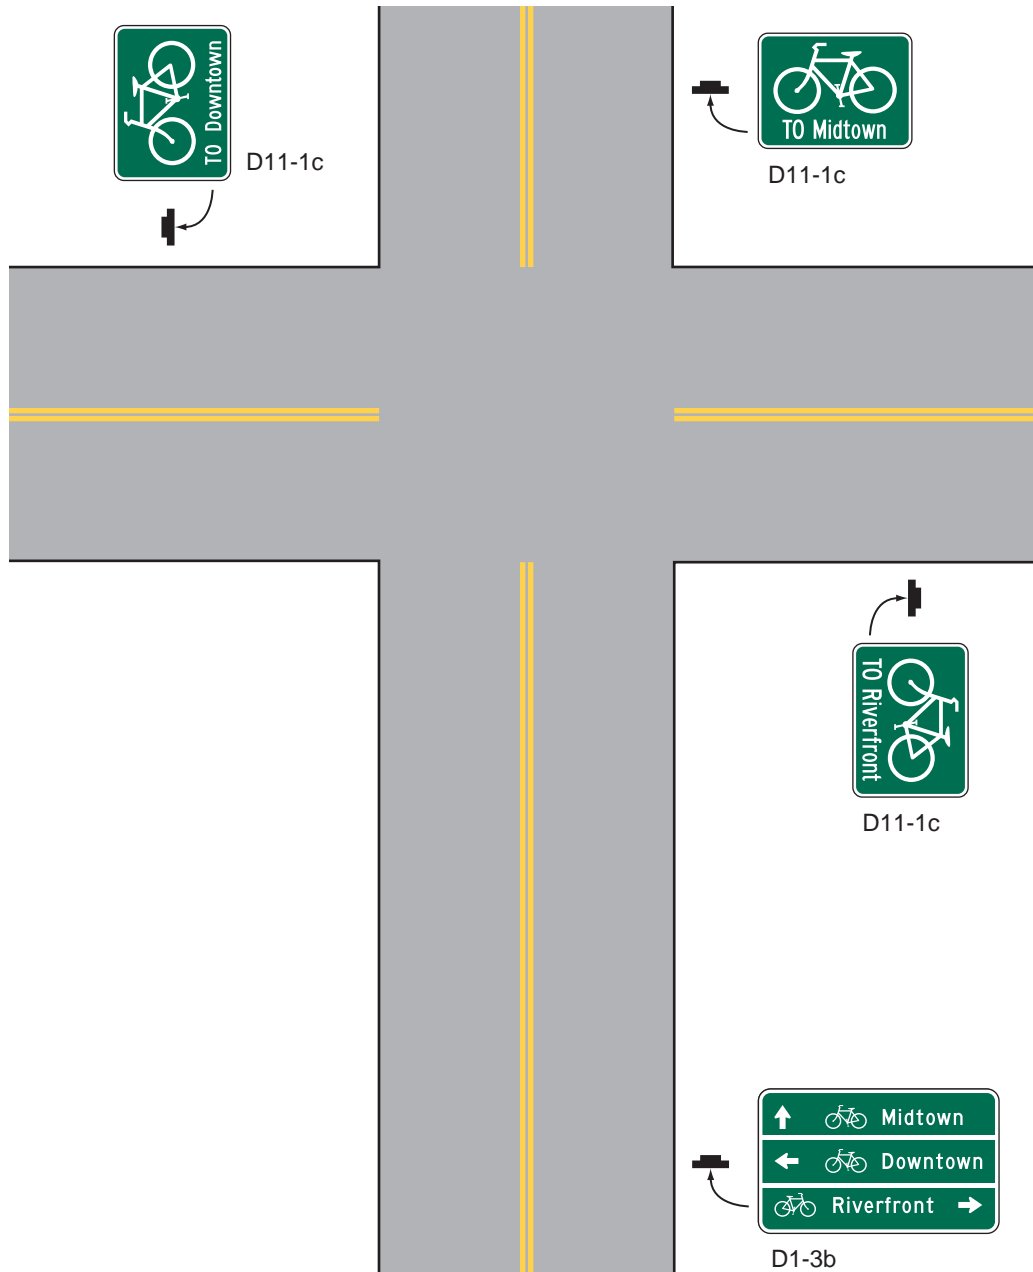 TO Downtown
D11-1c
TO Midtown
D11-1c
TO Riverfront
D11-1c
Midtown
Downtown
Riverfront
D1-3b